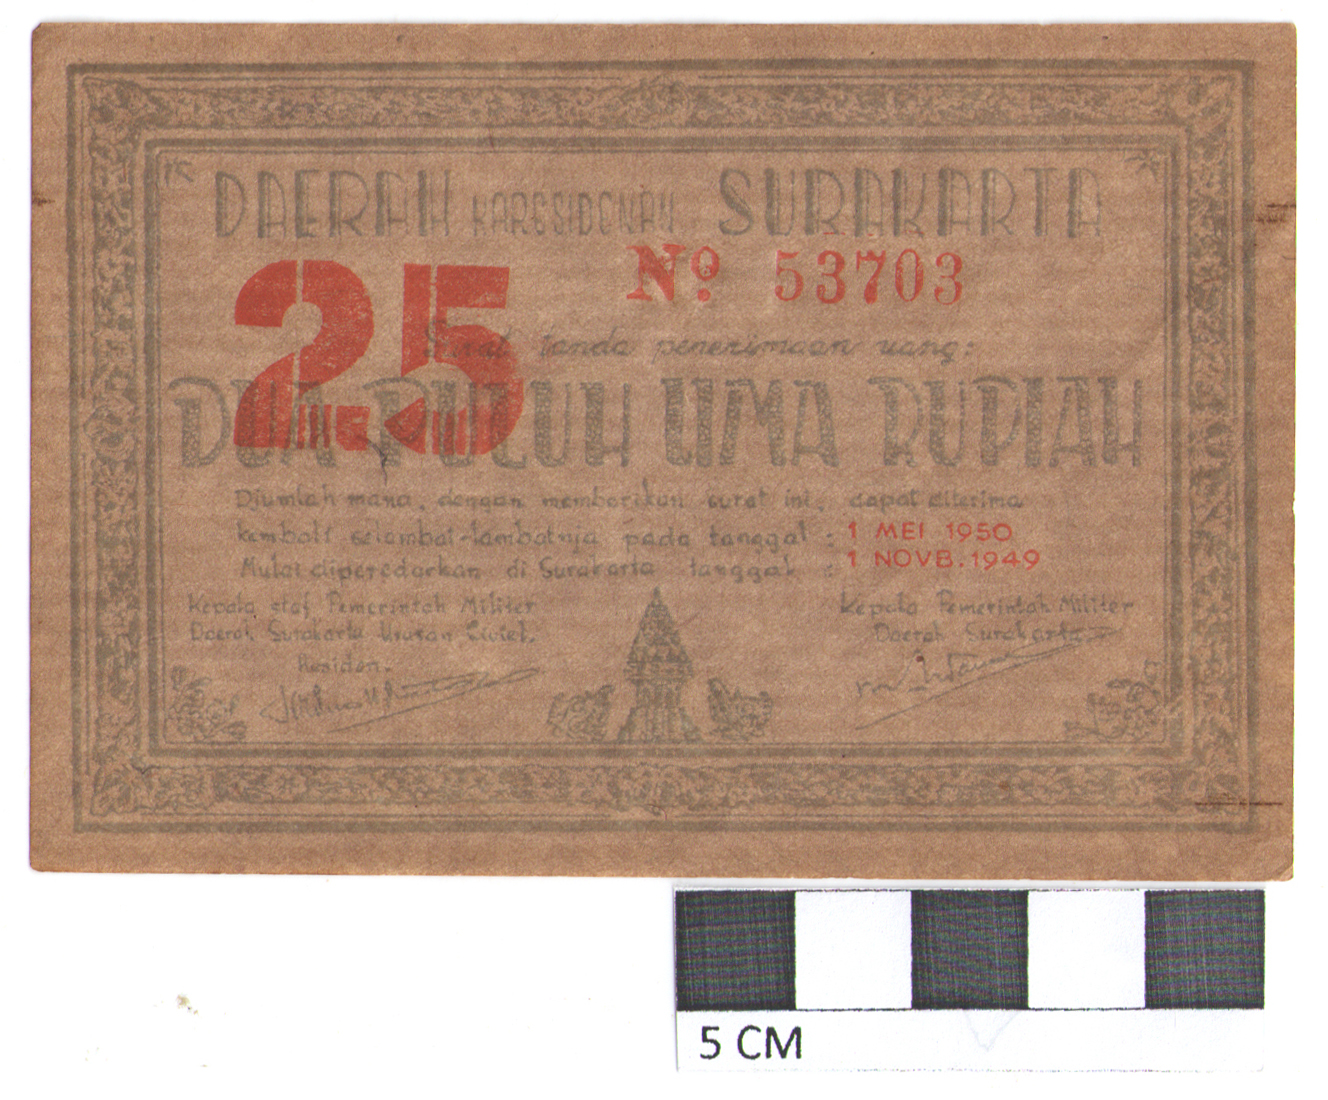 DAERAH KARESIDENAN SURAKARTA
25
No. 53703
Surat tanda penerimaan uang:
DUA PULUH LIMA RUPIAH
Djumlah mana, dengan memberikan surat ini, dapat diterima
kembali selambat-lambatnja pada tanggal : 1 MEI 1950
Mulai diperedarkan di Surakarta tanggal : 1 NOVB. 1949
Kepala staf Pemerintah Militer
Daerah Surakarta Urusan Civiel.
Residen.
Kepala Pemerintah Militer
Daerah Surakarta
5 CM